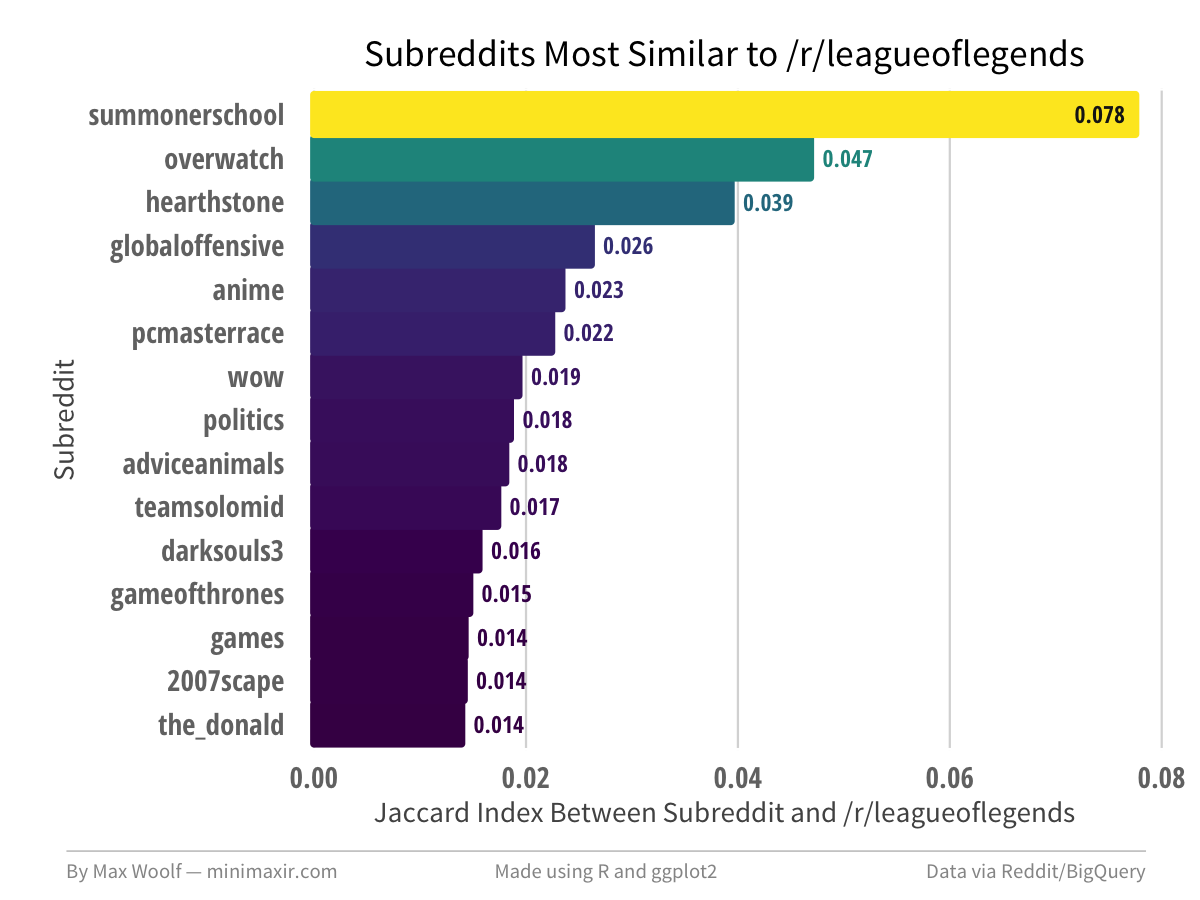 Subreddits Most Similar to /r/leagueoflegends
summonerschool 0.078
overwatch 0.047
hearthstone 0.039
globaloffensive 0.026
anime 0.023
pcmasterrace 0.022
wow 0.019
politics 0.018
adviceanimals 0.018
teamsolomid 0.017
darksouls3 0.016
gameofthrones 0.015
games 0.014
2007scape 0.014
the_donald 0.014
Subreddit
0.00 0.02 0.04 0.06 0.08
Jaccard Index Between Subreddit and /r/leagueoflegends
By Max Woolf — minimaxir.com Made using R and ggplot2 Data via Reddit/BigQuery